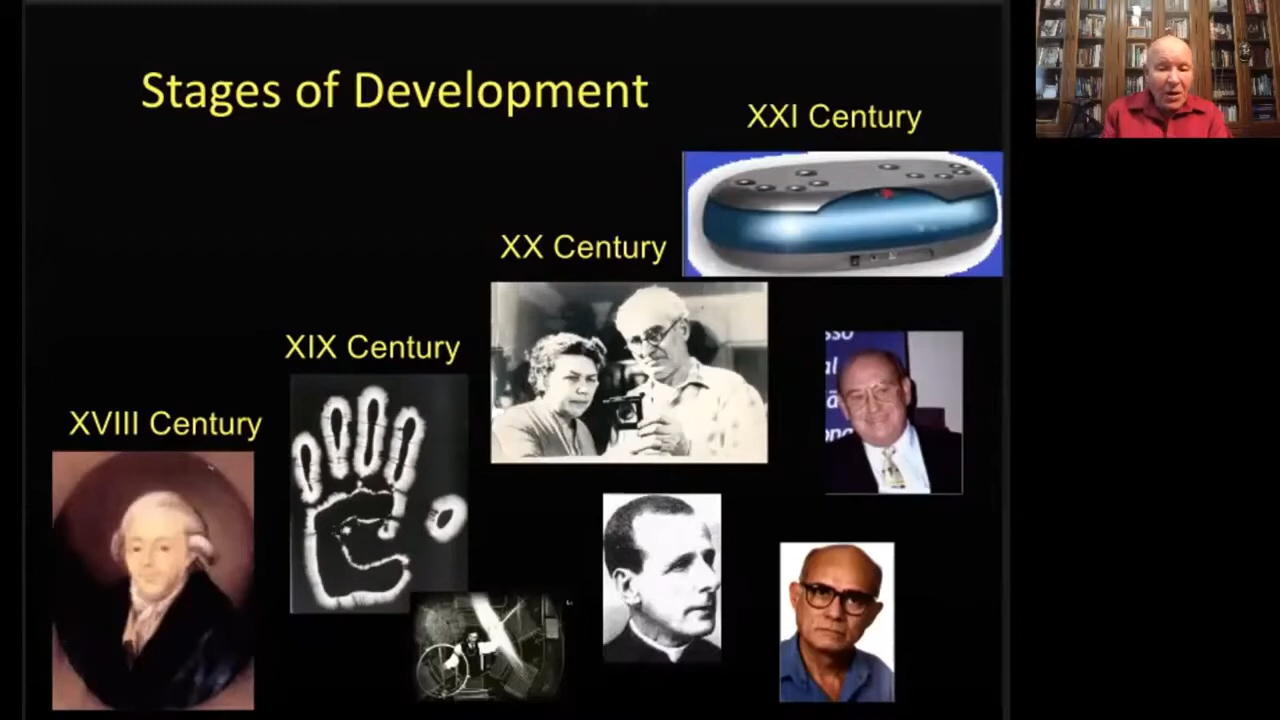 Stages of Development
XXI Century
XX Century
XIX Century
XVIII Century